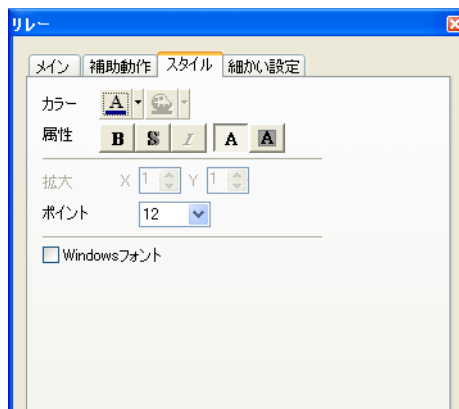 リレー
メイン 補助動作 スタイル 細かい設定
カラー A
属性 B S I A A
拡大 X 1 Y 1
ポイント 12
Windowsフォント